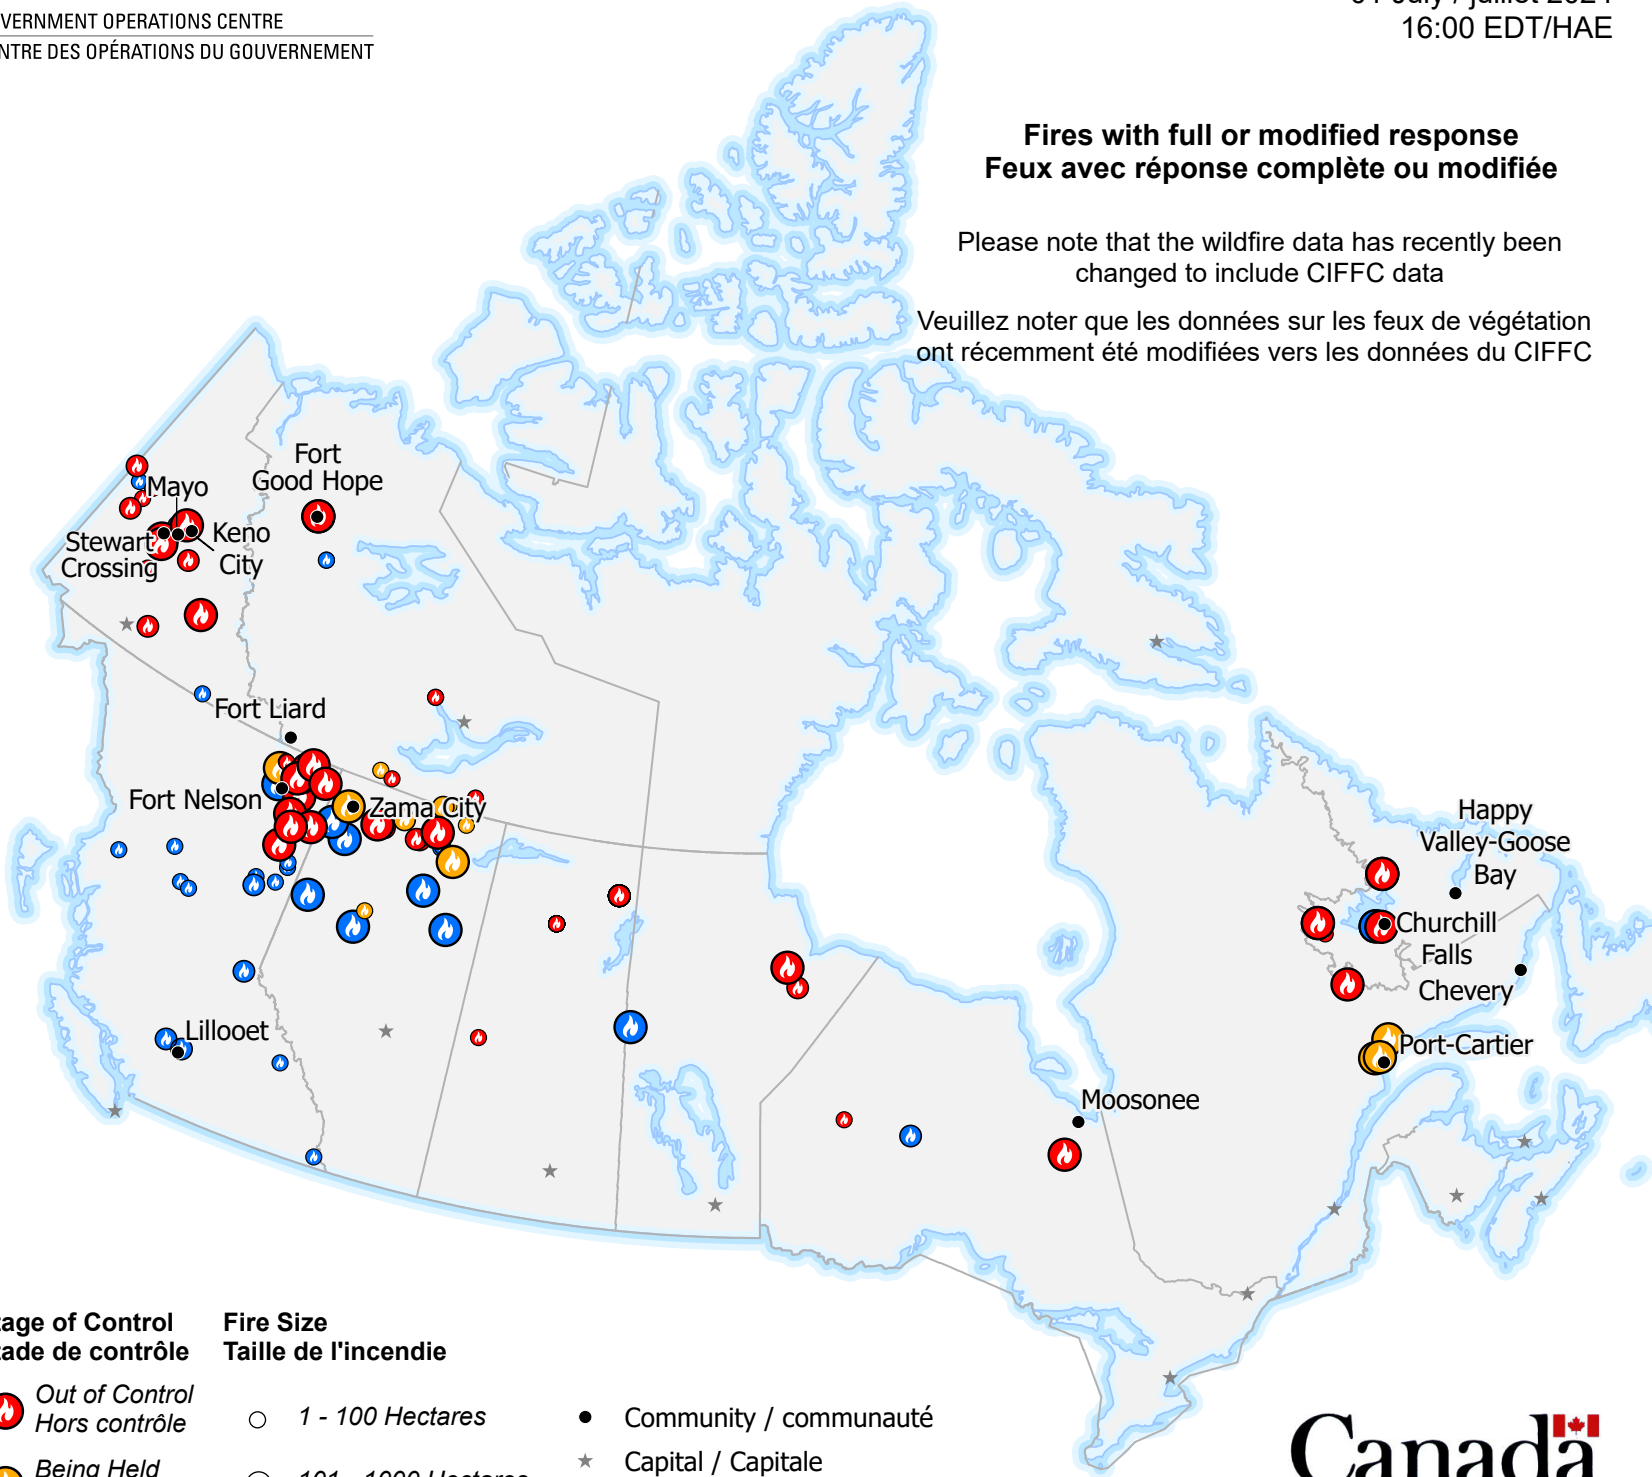 VERNMENT OPERATIONS CENTRE
NTRE DES OPÉRATIONS DU GOUVERNEMENT
16:00 EDT/HAE
Fires with full or modified response
Feux avec réponse complète ou modifiée
Please note that the wildfire data has recently been
changed to include CIFFC data
Veuillez noter que les données sur les feux de végétation
ont récemment été modifiées vers les données du CIFFC
Fort
Good Hope
Mayo
Keno
City
Stewart
Crossing
Fort Liard
Fort Nelson
Zama City
Happy
Valley-Goose
Bay
Churchill
Falls
Chevery
Lillooet
Port-Cartier
Moosonee
age of Control
ade de contrôle
Fire Size
Taille de l'incendie
Out of Control
Hors contrôle
Being Held
1 - 100 Hectares
101 - 1000 Hectares
Community / communauté
Capital / Capitale
Canada